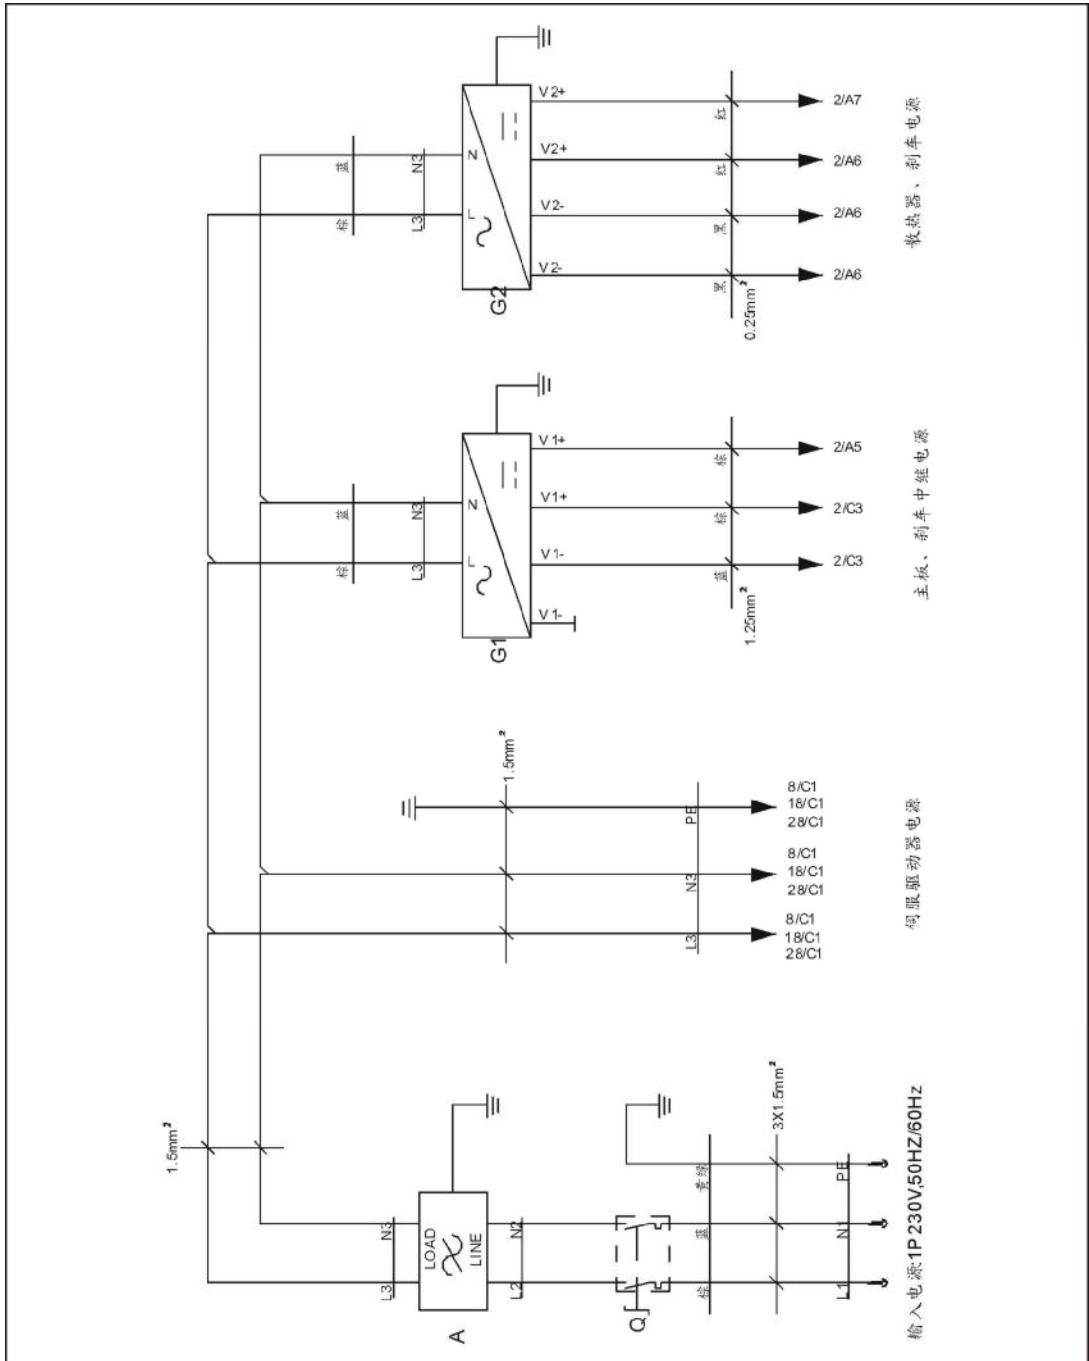 V2+
2/A7
红
V2+
2/A6
红
V2-
2/A6
黑
V2-
2/A6
黑
0.25mm²
N
L
G2
N3
L3
蓝
棕
散热器、刹车电源
V1+
2/A5
棕
V1+
2/C3
棕
V1-
2/C3
蓝
V1-
1.25mm²
N
L
G1
N3
L3
蓝
棕
主板、刹车中继电源
1.5mm²
PE
8/C1
18/C1
28/C1
N3
8/C1
18/C1
28/C1
L3
8/C1
18/C1
28/C1
伺服驱动器电源
1.5mm²
N3
L3
LOAD
LINE
A
N2
L2
Q
黄绿
蓝
棕
3X1.5mm²
PE
N1
L1
输入电源:1P230V,50HZ/60Hz